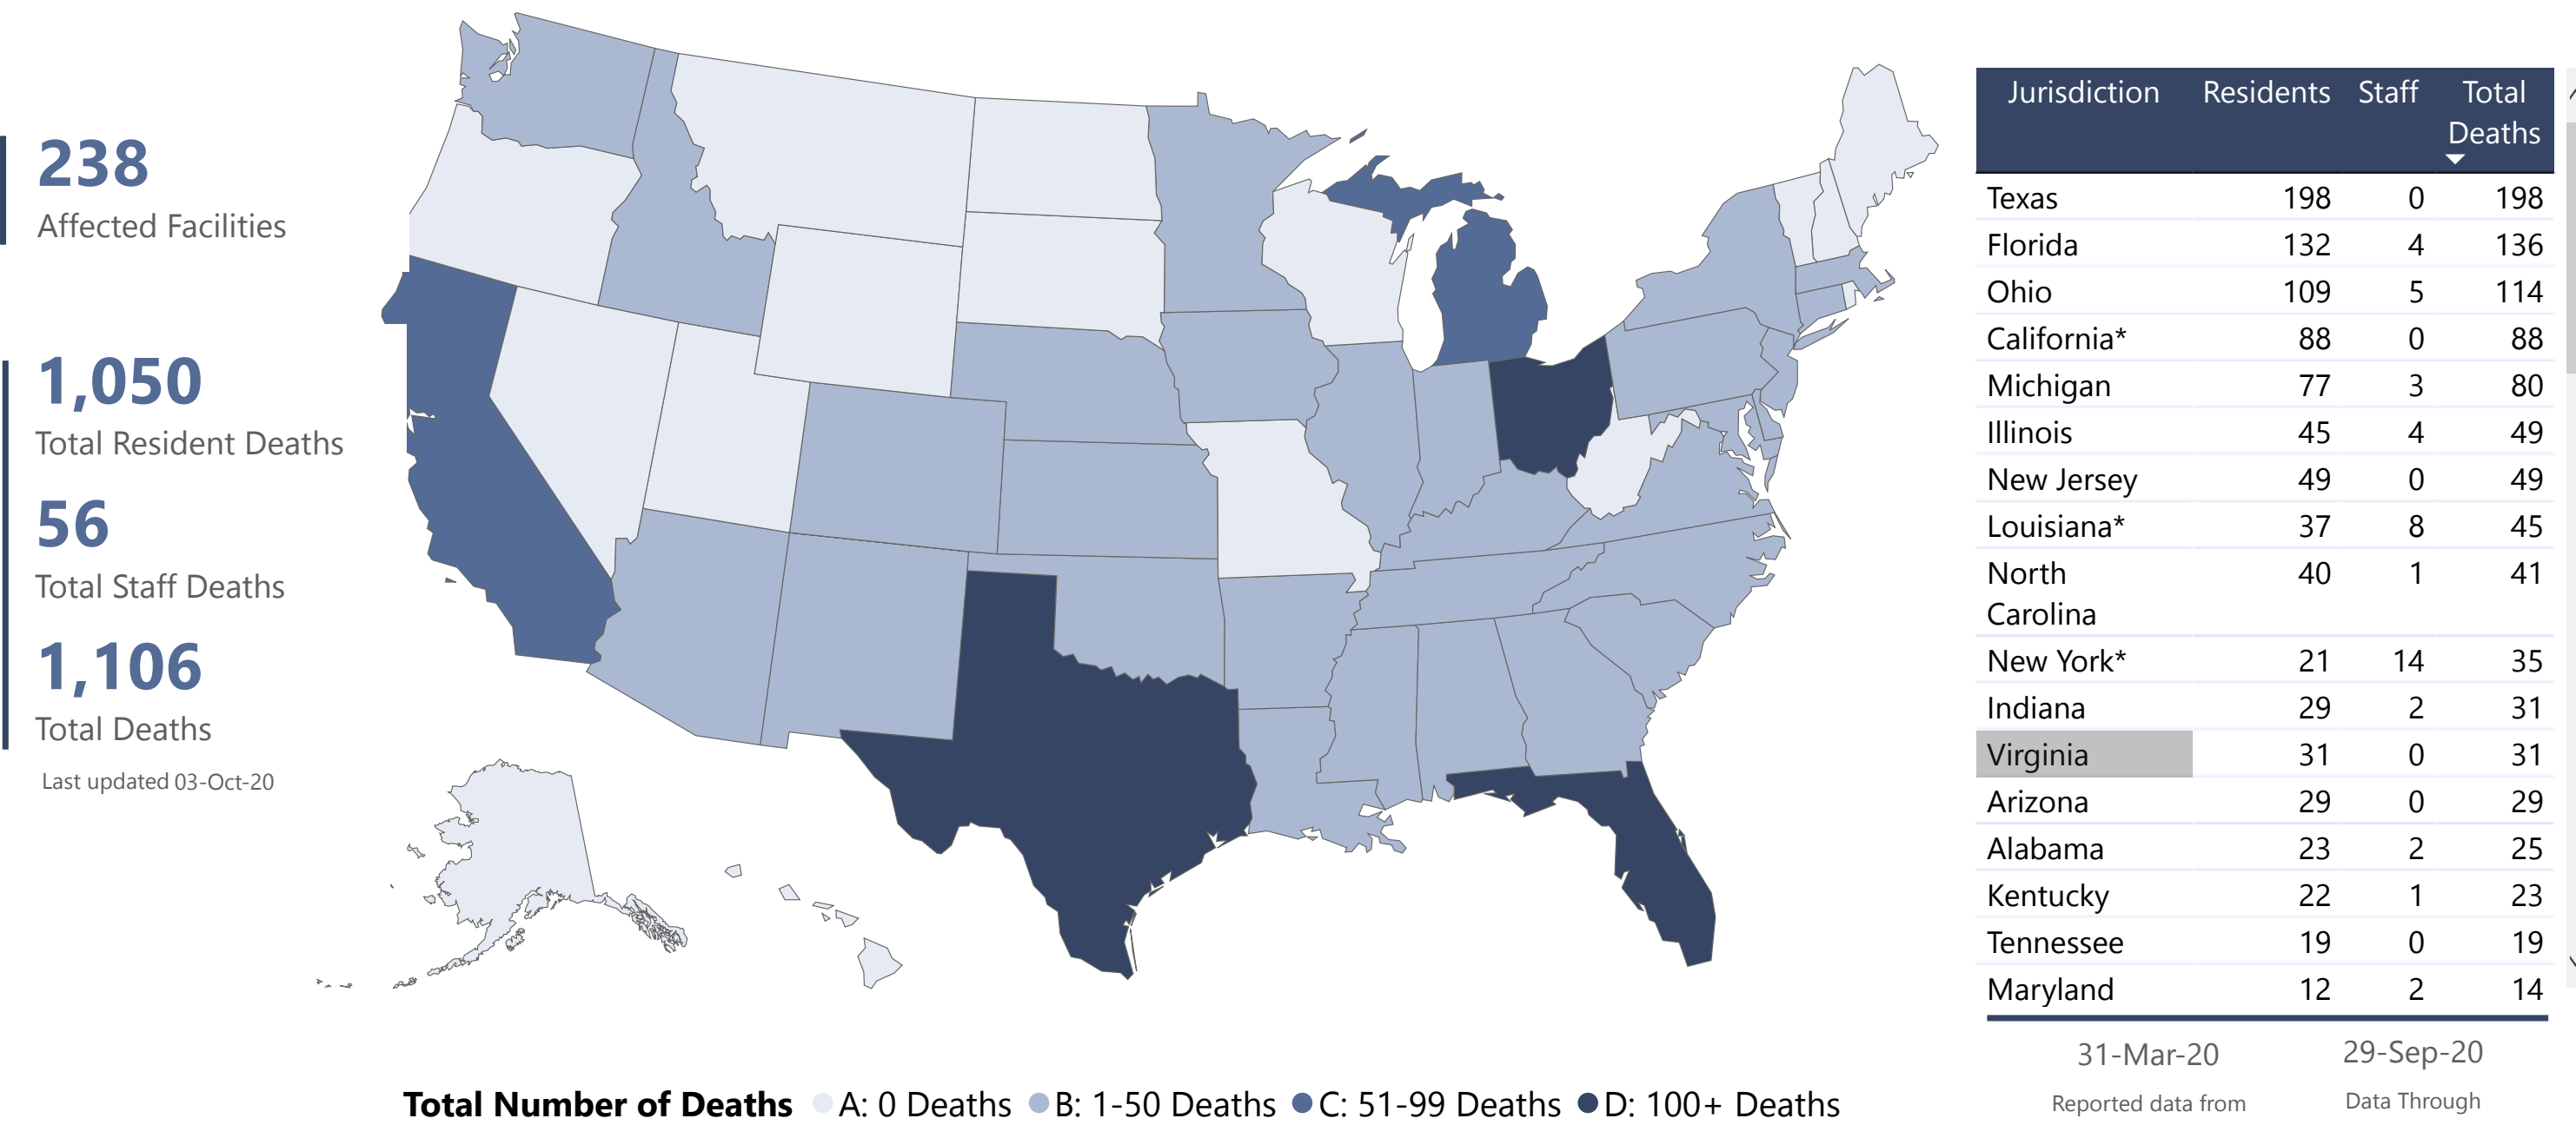 238
Affected Facilities
1,050
Total Resident Deaths
56
Total Staff Deaths
1,106
Total Deaths
Last updated 03-Oct-20
Jurisdiction Residents Staff Total
Deaths
Texas 198 0 198
Florida 132 4 136
Ohio 109 5 114
California* 88 0 88
Michigan 77 3 80
Illinois 45 4 49
New Jersey 49 0 49
Louisiana* 37 8 45
North 40 1 41
Carolina
New York* 21 14 35
Indiana 29 2 31
Virginia 31 0 31
Arizona 29 0 29
Alabama 23 2 25
Kentucky 22 1 23
Tennessee 19 0 19
Maryland 12 2 14
31-Mar-20 29-Sep-20
Reported data from Data Through
Total Number of Deaths A: 0 Deaths B: 1-50 Deaths C: 51-99 Deaths D: 100+ Deaths